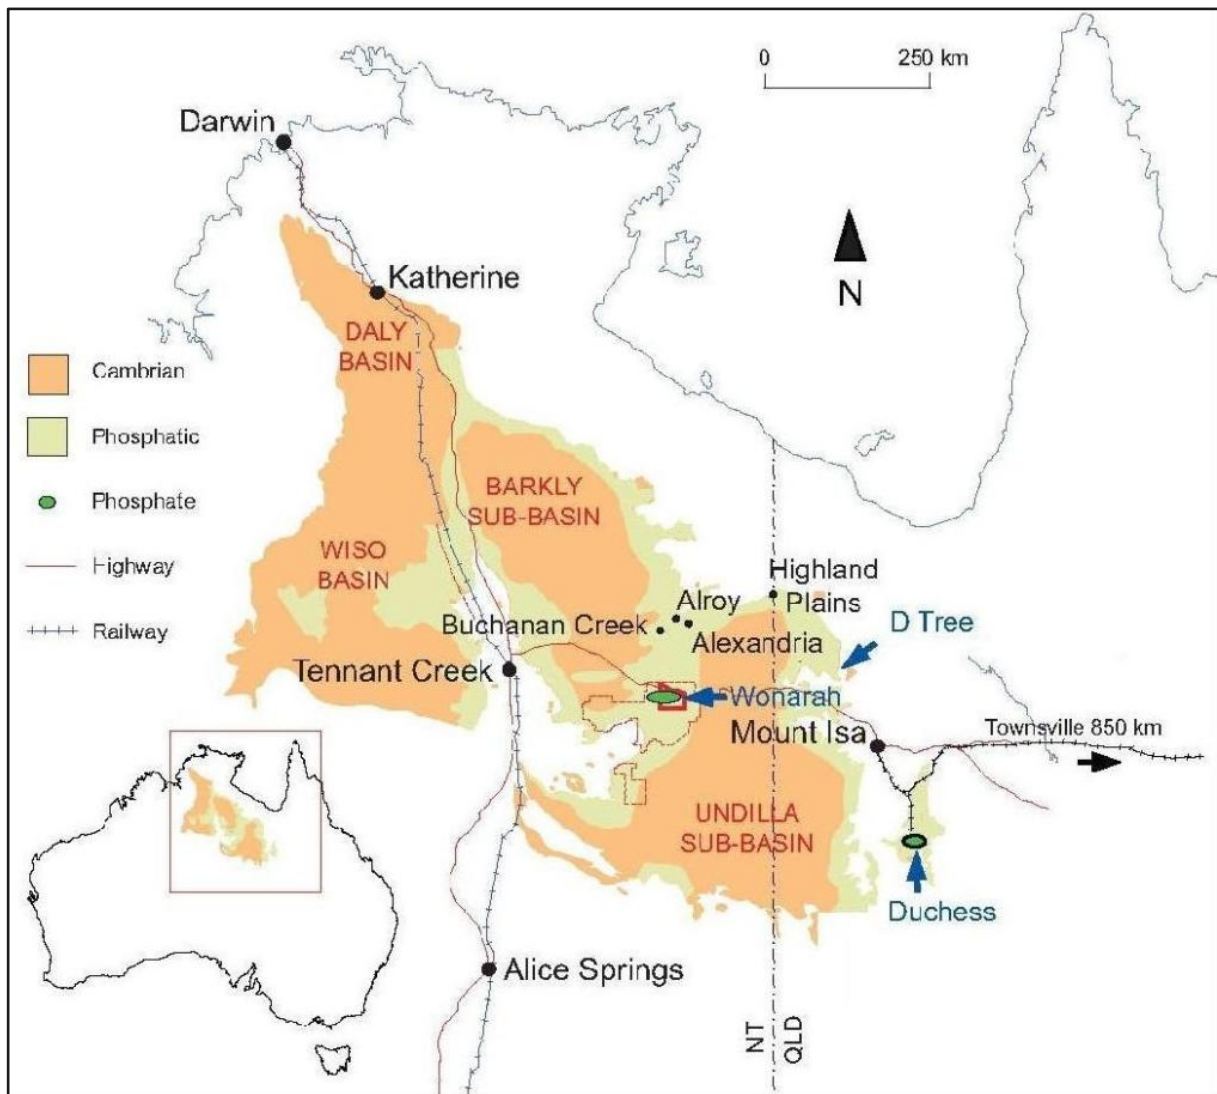 0 250 km
Darwin
N
Katherine
DALY
BASIN
Cambrian
Phosphatic
Phosphate
Highway
Railway
BARKLY
SUB-BASIN
WISO
BASIN
Highland
Plains
Alroy
Buchanan Creek
Alexandria
D Tree
Tennant Creek
Wonarah
Mount Isa
Townsville 850 km
UNDILLA
SUB-BASIN
Duchess
Alice Springs
NT
QLD